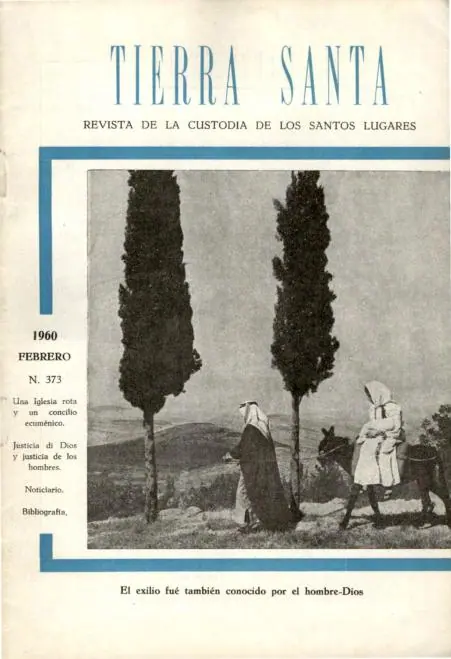 TIERRA SANTA
REVISTA DE LA CUSTODIA DE LOS SANTOS LUGARES
1960
FEBRERO
N. 373
Una Iglesia rota
y un concilio
ecuménico.
Justicia di Dios
y justicia de los
hombres.
Noticiario.
Bibliografía,
El exilio fué también conocido por el hombre-Dios